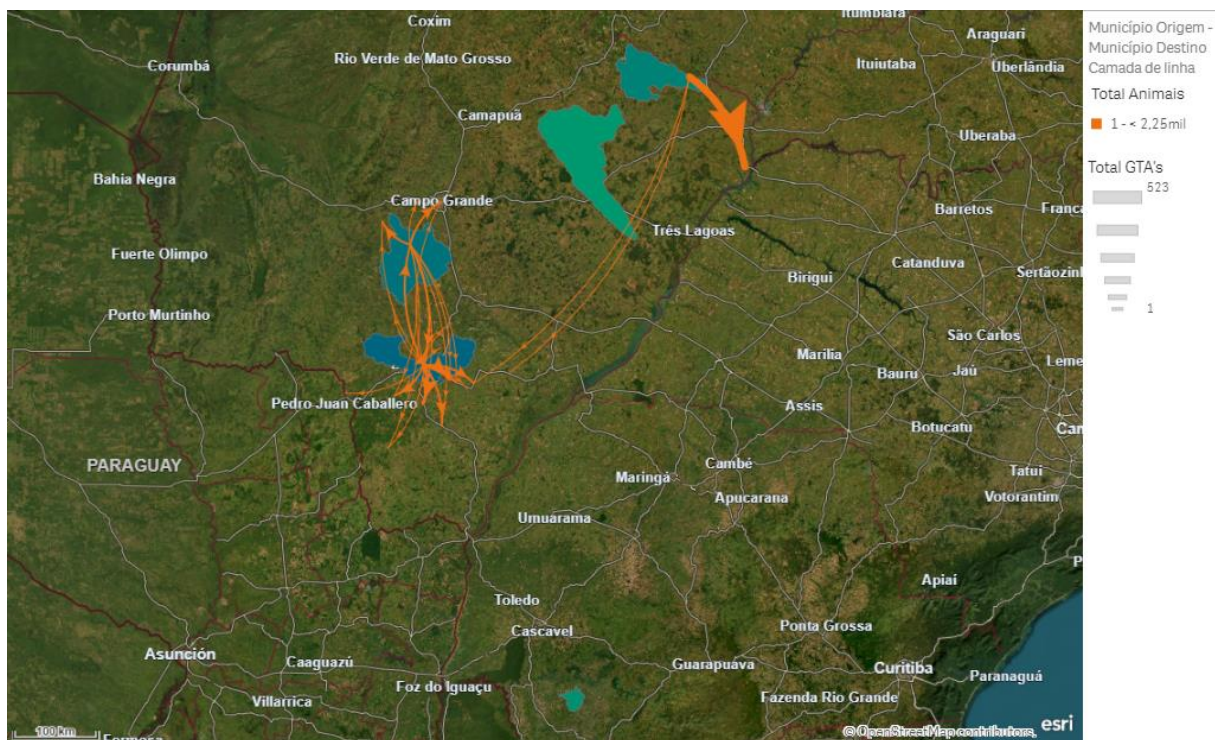 Coxim
Itumbiara
Araguari
Rio Verde de Mato Grosso
Corumbá
Ituiutaba
Uberlândia
Camapuã
Uberaba
Bahia Negra
Campo Grande
Barretos
Franca
Três Lagoas
Fuerte Olimpo
Catanduva
Sertãozinh
Birigui
Porto Murtinho
São Carlos
Marília
Leme
Bauru
Jaú
Pedro Juan Caballero
Assis
Botucatu
Can
PARAGUAY
Cambé
Tatuí
Maringá
Apucarana
Votorantim
Umuarama
Apiaí
P
Toledo
Cascavel
Ponta Grossa
Asunción
Caaguazú
Guarapuava
Curitiba
Paranaguá
Foz do Iguaçu
Villarrica
Fazenda Rio Grande
100 km
Formosa
© OpenStreetMap contributors,
esri
Município Origem -
Município Destino
Camada de linha
Total Animais
1 - < 2,25mil
Total GTA's
523
1